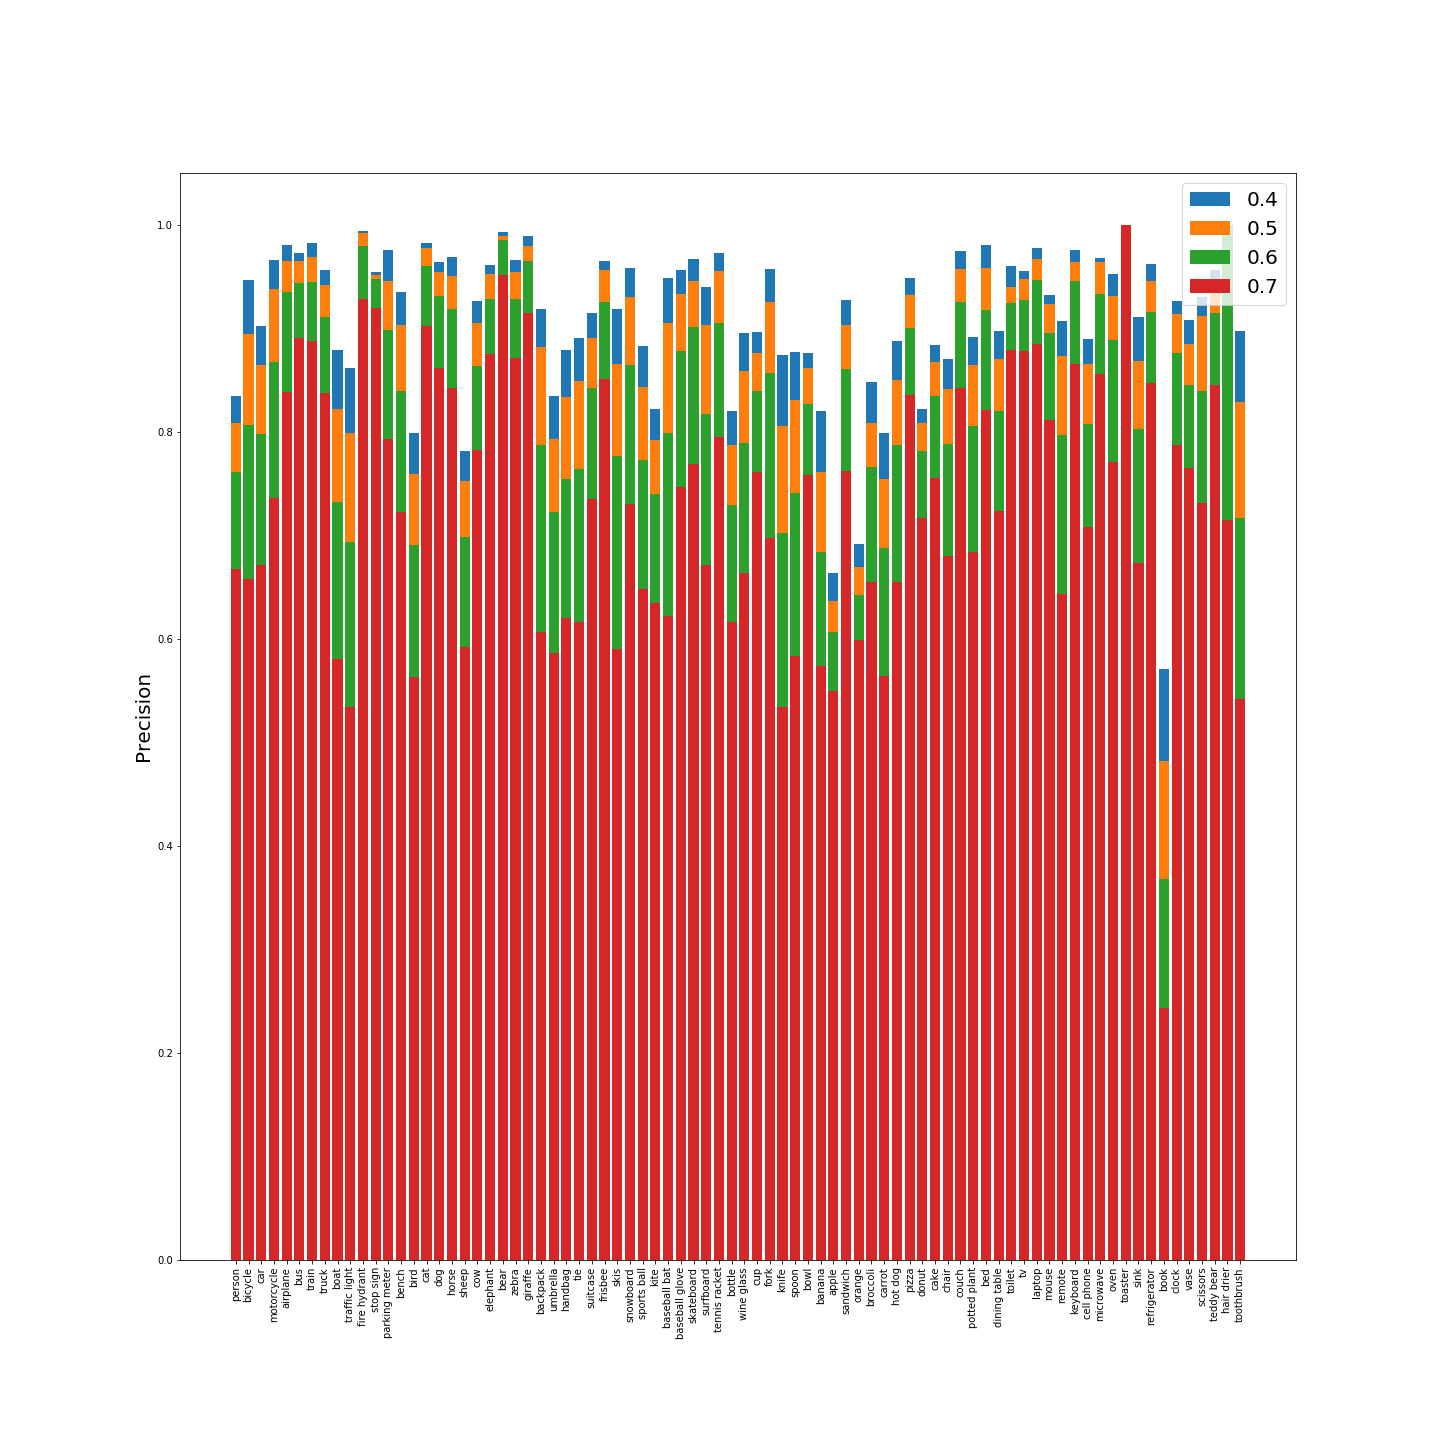 0.4
0.5
0.6
0.7
Precision
1.0
0.8
0.6
0.4
0.2
0.0
person
bicycle
car
motorcycle
airplane
bus
train
truck
boat
traffic light
fire hydrant
stop sign
parking meter
bench
bird
cat
dog
horse
sheep
cow
elephant
bear
zebra
giraffe
backpack
umbrella
handbag
tie
suitcase
frisbee
skis
snowboard
sports ball
kite
baseball bat
baseball glove
skateboard
surfboard
tennis racket
bottle
wine glass
cup
fork
knife
spoon
bowl
banana
apple
sandwich
orange
broccoli
carrot
hot dog
pizza
donut
cake
chair
couch
potted plant
bed
dining table
toilet
tv
laptop
mouse
remote
keyboard
cell phone
microwave
oven
toaster
sink
refrigerator
book
clock
vase
scissors
teddy bear
hair drier
toothbrush